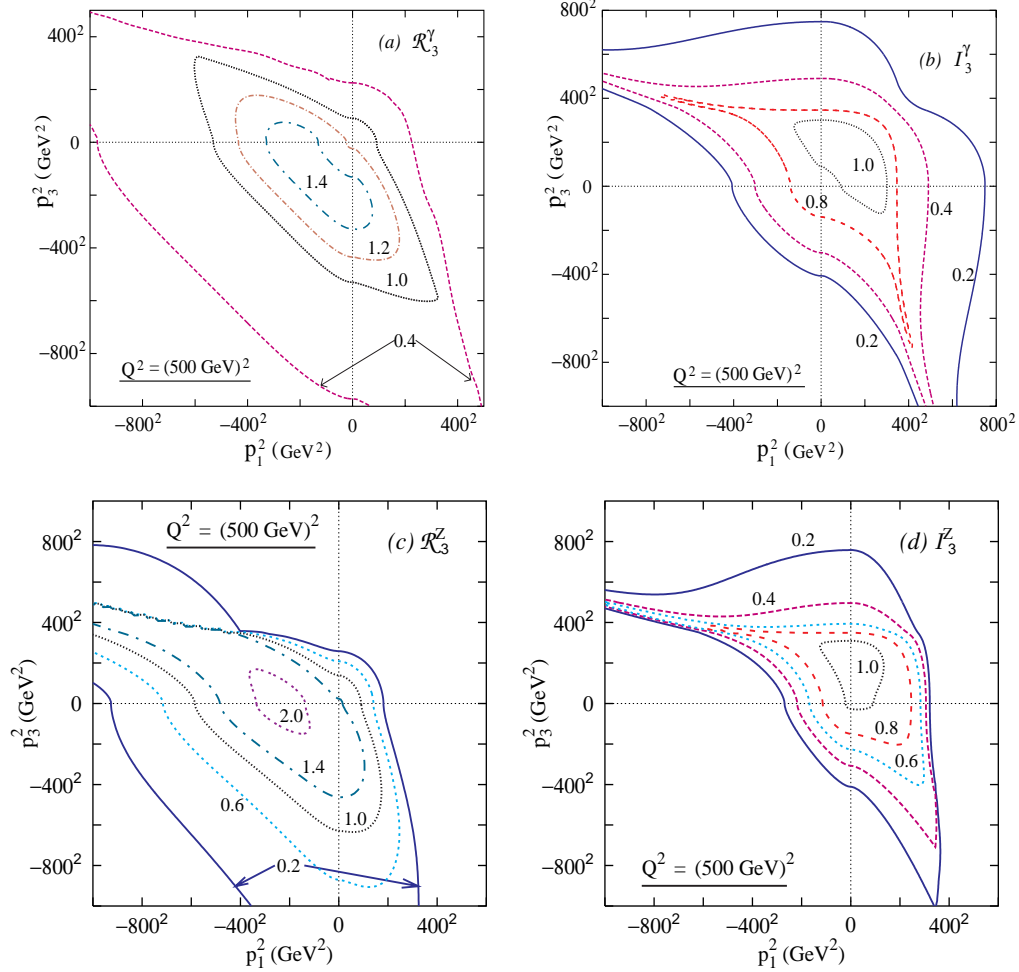 (a) R₃^γ
400²
0
−400²
−800²
p₃² (GeV²)
1.4
1.2
1.0
0.4
Q² = (500 GeV)²
−800² −400² 0 400²
p₁² (GeV²)
(b) I₃^γ
800²
400²
0
−400²
−800²
p₃² (GeV²)
1.0
0.8
0.4
0.2
0.2
Q² = (500 GeV)²
−800² −400² 0 400² 800²
p₁² (GeV²)
Q² = (500 GeV)²
(c) R₃^Z
800²
400²
0
−400²
−800²
p₃² (GeV²)
2.0
1.4
0.6
1.0
0.2
−800² −400² 0 400²
p₁² (GeV²)
(d) I₃^Z
800²
400²
0
−400²
−800²
p₃² (GeV²)
0.2
0.4
1.0
0.8
0.6
Q² = (500 GeV)²
−800² −400² 0 400²
p₁² (GeV²)